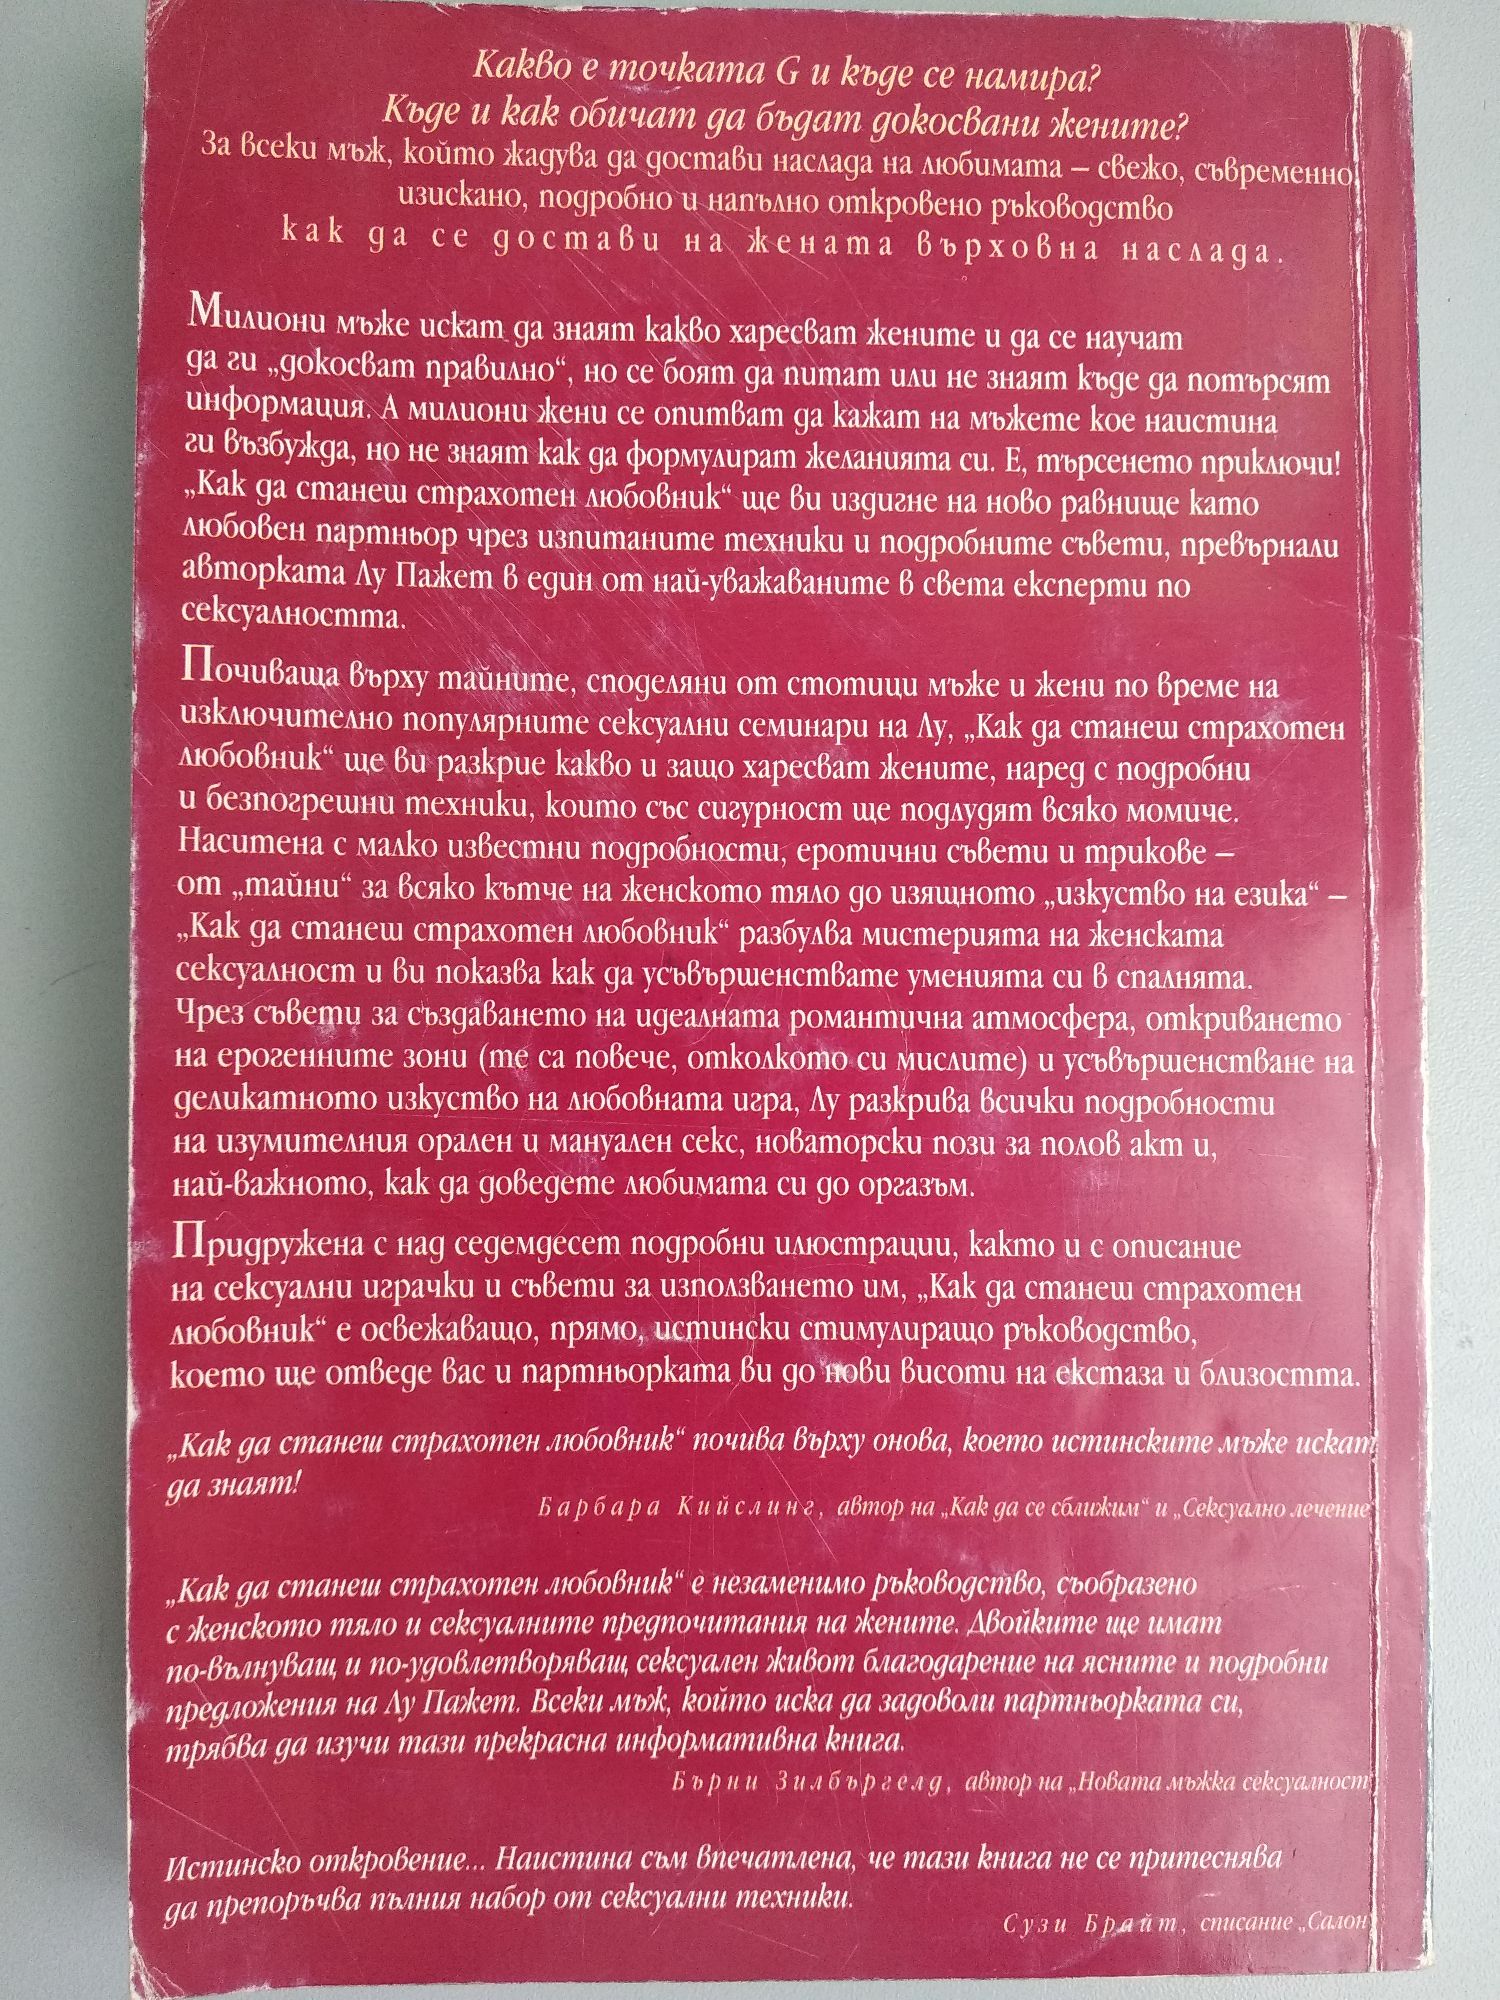 Какво е точката G и къде се намира?
Къде и как обичат да бъдат докосвани жените?
За всеки мъж, който жадува да достави наслада на любимата – свежо, съвременно,
изискано, подробно и напълно откровено ръководство
как да се достави на жената върховна наслада.
Милиони мъже искат да знаят какво харесват жените и да се научат
да ги „докосват правилно“, но се боят да питат или не знаят къде да потърсят
информация. А милиони жени се опитват да кажат на мъжете кое наистина
ги възбужда, но не знаят как да формулират желанията си. Е, търсенето приключи!
„Как да станеш страхотен любовник“ ще ви издигне на ново равнище като
любовен партньор чрез изпитаните техники и подробните съвети, превърнали
авторката Лу Пажет в един от най-уважаваните в света експерти по
сексуалността.
Почиваща върху тайните, споделяни от стотици мъже и жени по време на
изключително популярните сексуални семинари на Лу, „Как да станеш страхотен
любовник“ ще ви разкрие какво и защо харесват жените, наред с подробни
и безпогрешни техники, които със сигурност ще подлудят всяко момиче.
Наситена с малко известни подробности, еротични съвети и трикове –
от „тайни“ за всяко кътче на женското тяло до изящното „изкуство на езика“ –
„Как да станеш страхотен любовник“ разбулва мистерията на женската
сексуалност и ви показва как да усъвършенствате уменията си в спалнята.
Чрез съвети за създаването на идеалната романтична атмосфера, откриването
на ерогенните зони (те са повече, отколкото си мислите) и усъвършенстване на
деликатното изкуство на любовната игра, Лу разкрива всички подробности
на изумителния орален и мануален секс, новаторски пози за полов акт и,
най-важното, как да доведете любимата си до оргазъм.
Придружена с над седемдесет подробни илюстрации, както и с описание
на сексуални играчки и съвети за използването им, „Как да станеш страхотен
любовник“ е освежаващо, прямо, истински стимулиращо ръководство,
което ще отведе вас и партньорката ви до нови висоти на екстаза и близостта.
„Как да станеш страхотен любовник“ почива върху онова, което истинските мъже искат
да знаят!
Барбара Кийслинг, автор на „Как да се сближим“ и „Сексуално лечение“
„Как да станеш страхотен любовник“ е незаменимо ръководство, съобразено
с женското тяло и сексуалните предпочитания на жените. Двойките ще имат
по-вълнуващ и по-удовлетворяващ сексуален живот благодарение на ясните и подробни
предложения на Лу Пажет. Всеки мъж, който иска да задоволи партньорката си,
трябва да изучи тази прекрасна информативна книга.
Бърни Зилбъргелд, автор на „Новата мъжка сексуалност“
Истинско откровение... Наистина съм впечатлена, че тази книга не се притеснява
да препоръчва пълния набор от сексуални техники.
Сузи Брайт, списание „Салон“